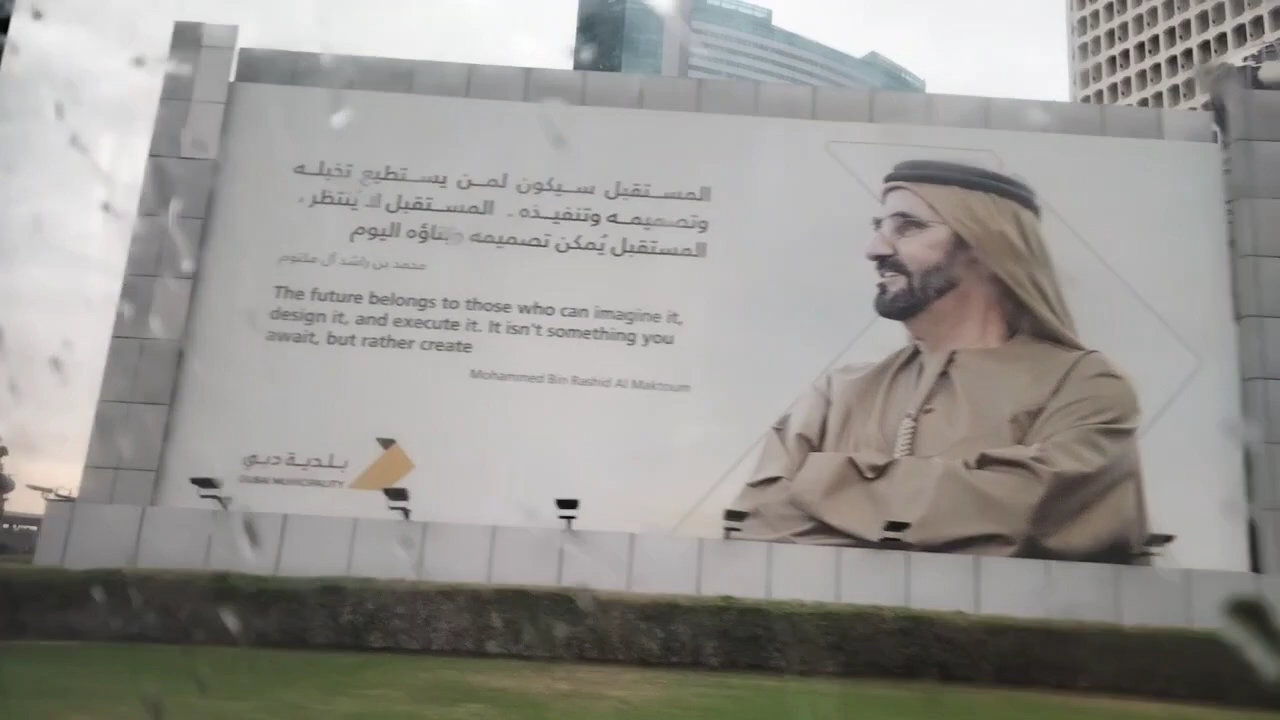 المستقبل سيكون لمن يستطيع تخيله
وتصميمه وتنفيذه . المستقبل لا يُنتظر ،
المستقبل يُمكن تصميمه وبناؤه اليوم
محمد بن راشد آل مكتوم
The future belongs to those who can imagine it,
design it, and execute it. It isn't something you
await, but rather create
Mohammed Bin Rashid Al Maktoum
بلدية دبي
DUBAI MUNICIPALITY